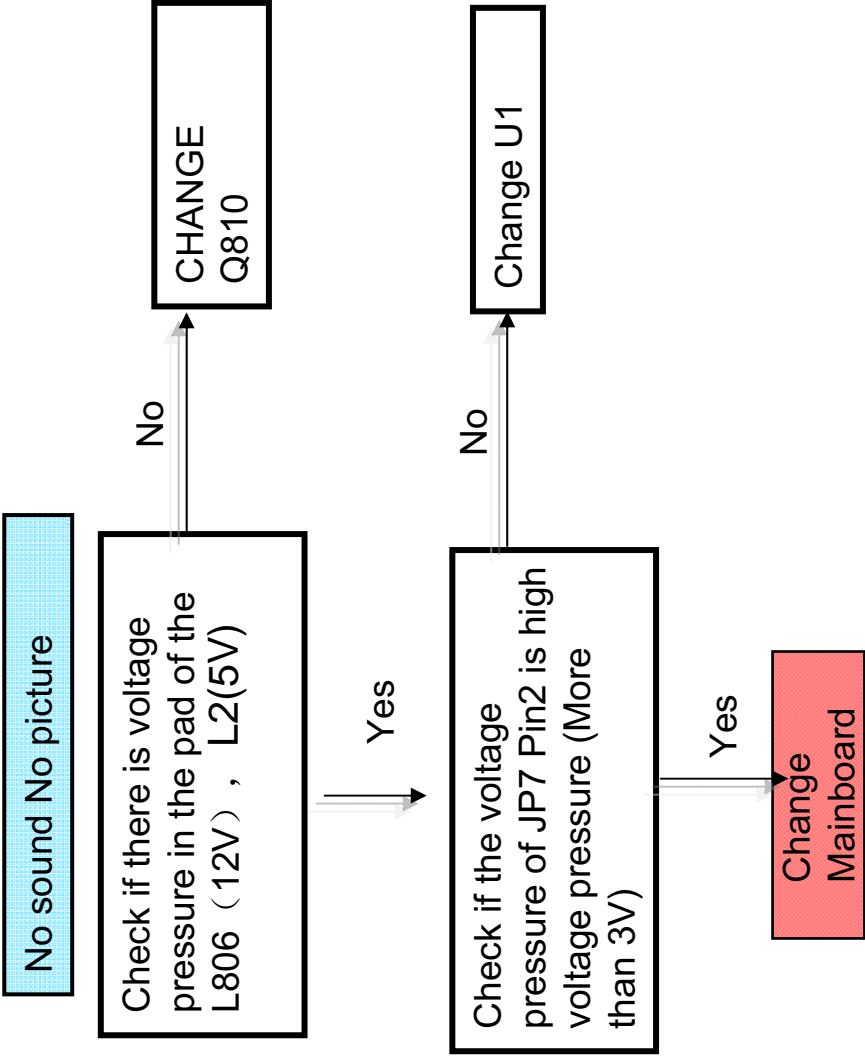 No sound No picture
Check if there is voltage
pressure in the pad of the
L806（12V），L2(5V)
No
CHANGE
Q810
Yes
Check if the voltage
pressure of JP7 Pin2 is high
voltage pressure (More
than 3V)
No
Change U1
Yes
Change
Mainboard